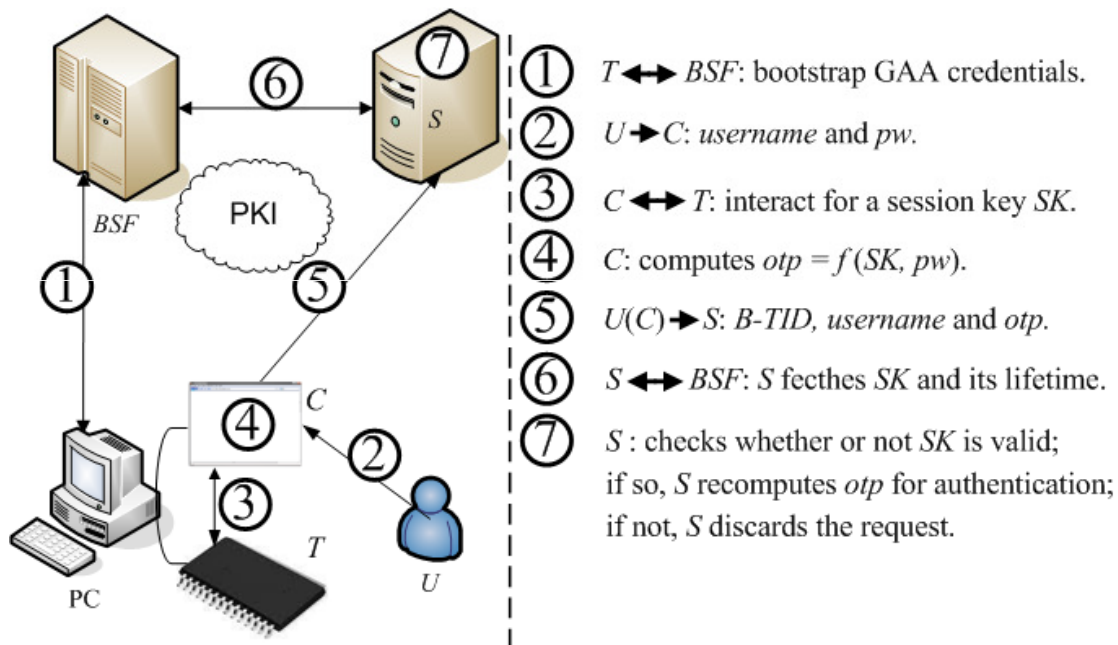 7
6
S
BSF
PKI
1
5
C
4
2
3
T
PC
U
1 T ↔ BSF: bootstrap GAA credentials.
2 U → C: username and pw.
3 C ↔ T: interact for a session key SK.
4 C: computes otp = f (SK, pw).
5 U(C) → S: B-TID, username and otp.
6 S ↔ BSF: S fecthes SK and its lifetime.
7 S : checks whether or not SK is valid;
if so, S recomputes otp for authentication;
if not, S discards the request.